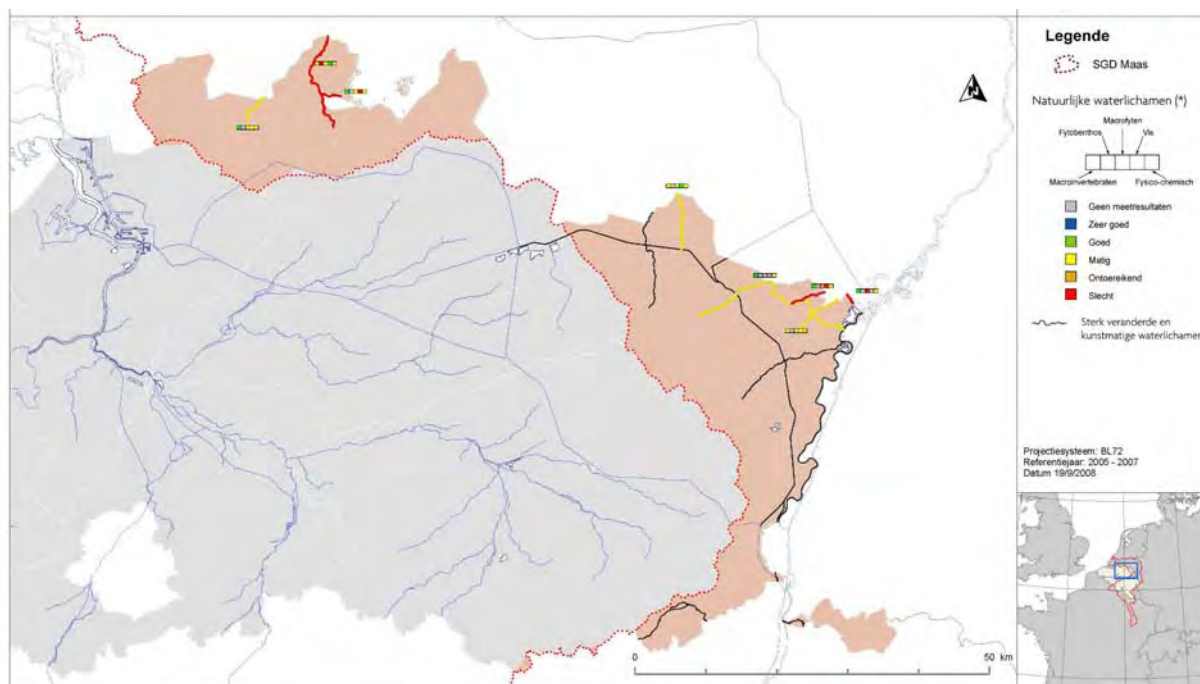 Legende
SGD Maas
Natuurlijke waterlichamen (*)
Macrofyten
Fytobenthos
Vis
Macroinvertebraten
Fysico-chemisch
Geen meetresultaten
Zeer goed
Goed
Matig
Ontoereikend
Slecht
Sterk veranderde en
kunstmatige waterlichamen
Projectiesysteem: BL72
Referentiejaar: 2005 - 2007
Datum 19/9/2008
N
0
50
km